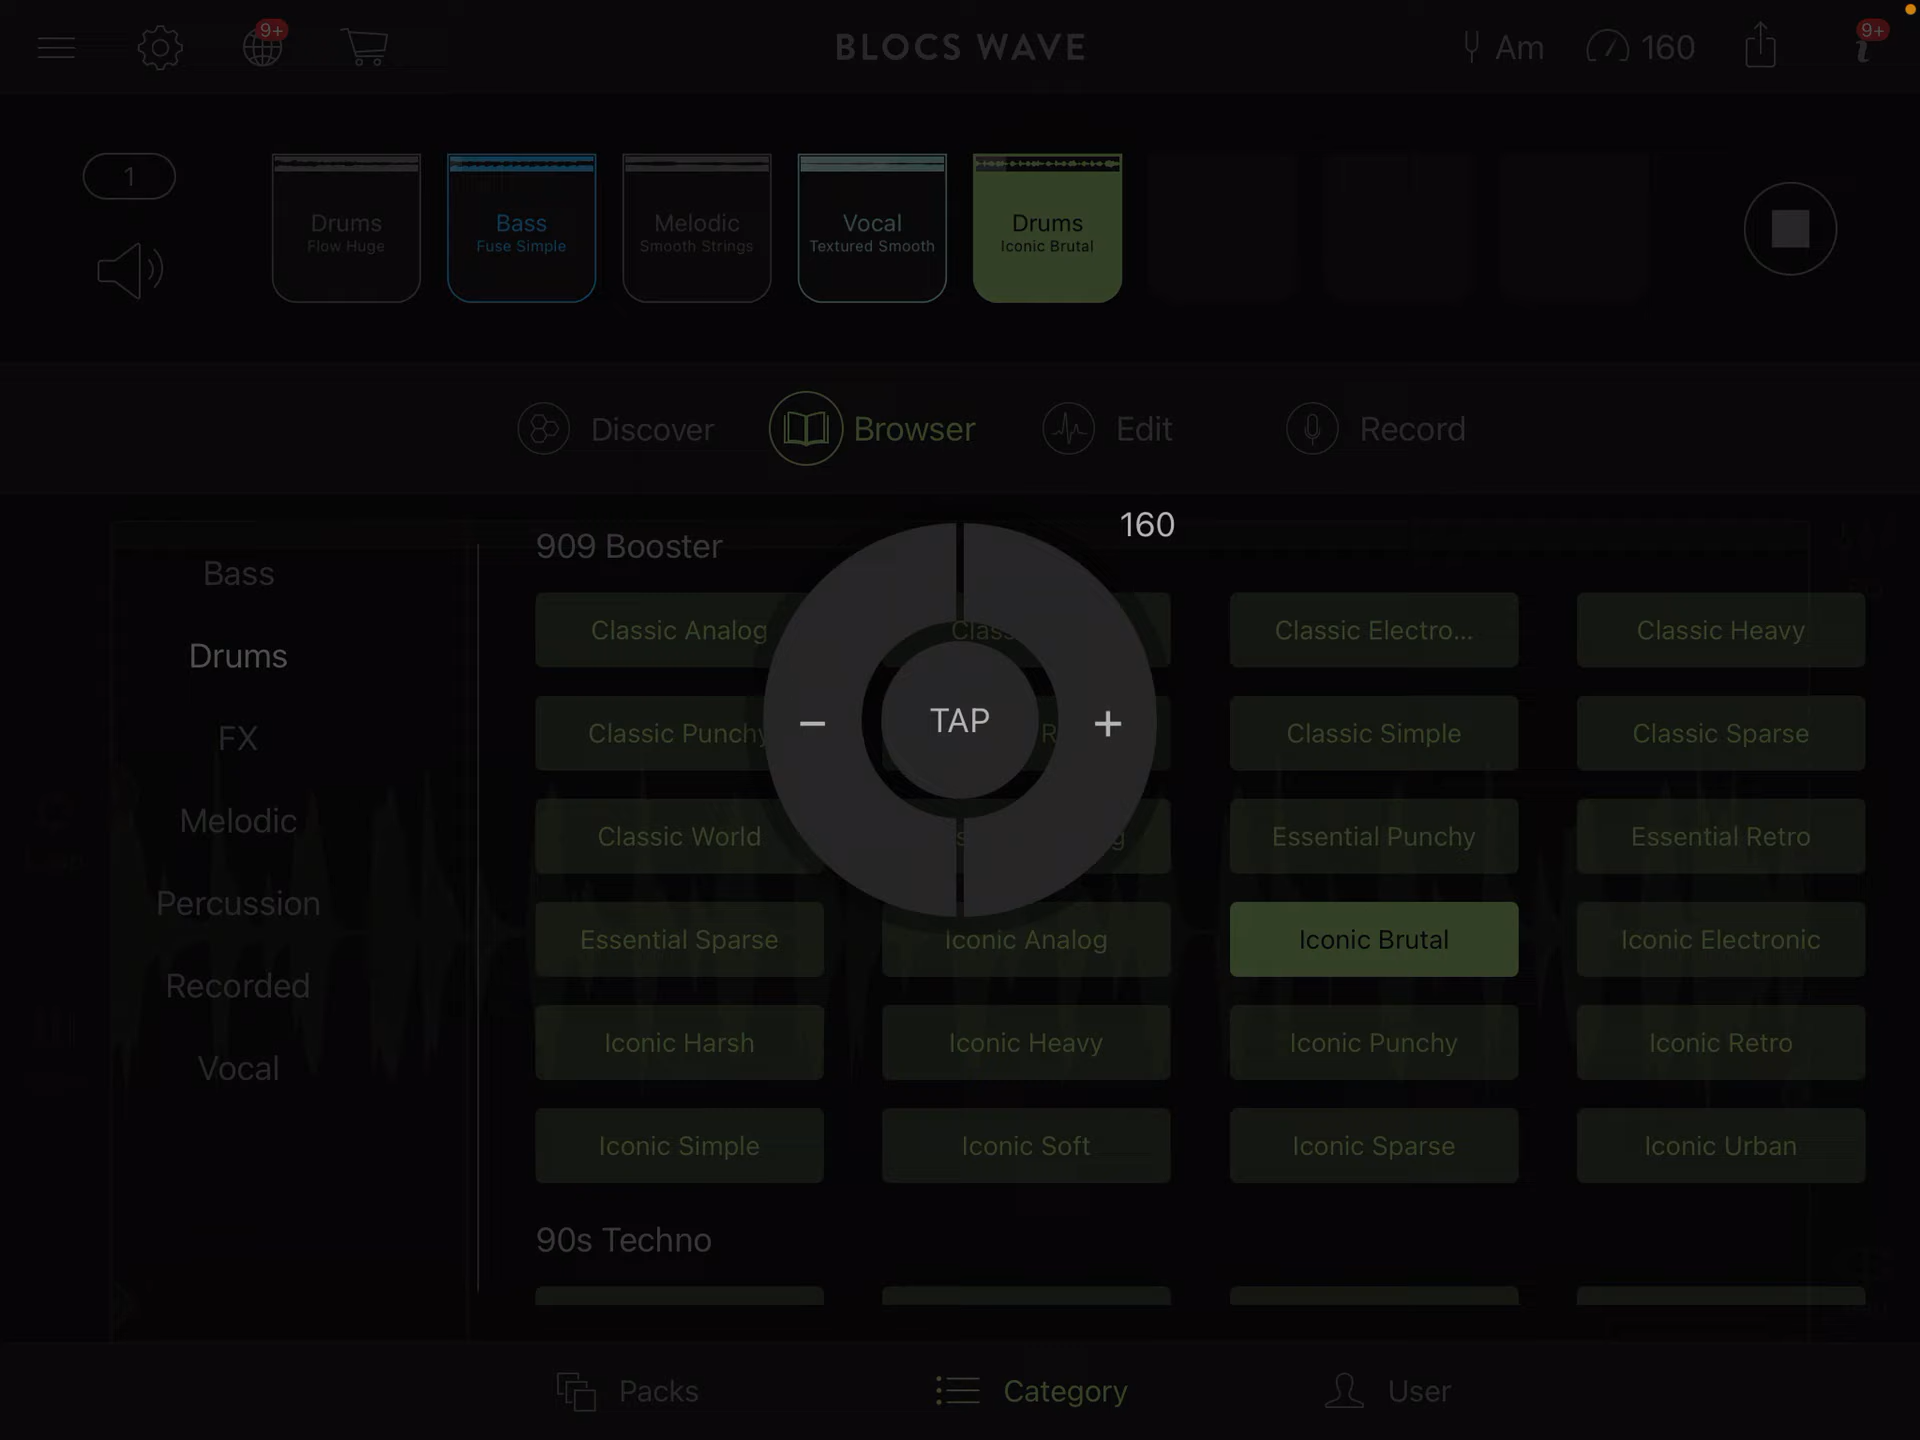 9+
BLOCS WAVE
Am
160
9+
1
Drums
Flow Huge
Bass
Fuse Simple
Melodic
Smooth Strings
Vocal
Textured Smooth
Drums
Iconic Brutal
Discover
Browser
Edit
Record
160
Bass
Drums
FX
Melodic
Percussion
Recorded
Vocal
909 Booster
Classic Analog
Classic Electro...
Classic Heavy
Classic Punchy
Classic Simple
Classic Sparse
− TAP +
Classic World
Essential Punchy
Essential Retro
Essential Sparse
Iconic Analog
Iconic Brutal
Iconic Electronic
Iconic Harsh
Iconic Heavy
Iconic Punchy
Iconic Retro
Iconic Simple
Iconic Soft
Iconic Sparse
Iconic Urban
90s Techno
Packs
Category
User